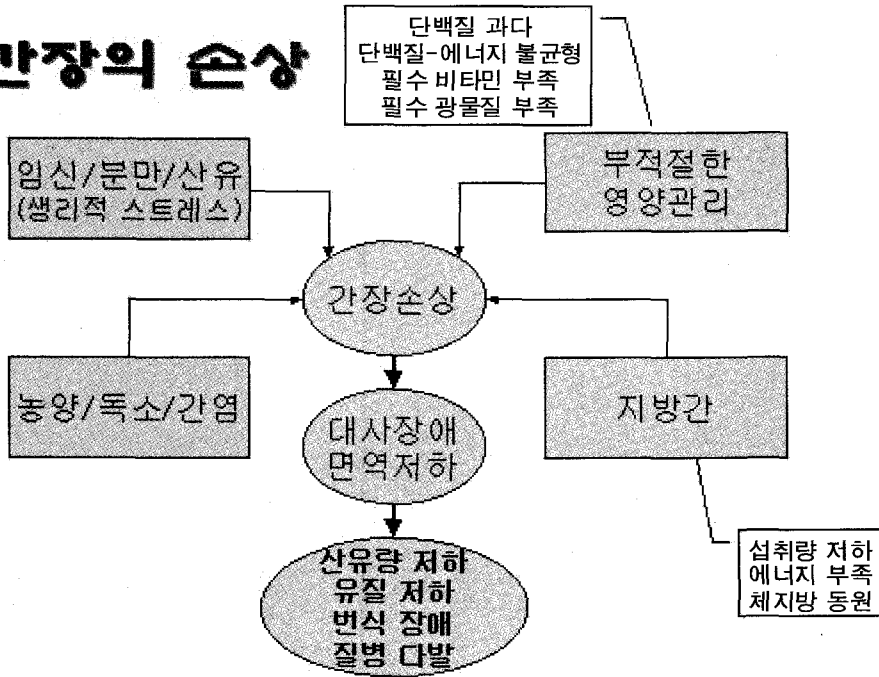 간장의 손상
단백질 과다
단백질-에너지 불균형
필수 비타민 부족
필수 광물질 부족
임신/분만/산유
(생리적 스트레스)
부적절한
영양관리
간장손상
농양/독소/간염
지방간
대사장애
면역저하
섭취량 저하
에너지 부족
체지방 동원
산유량 저하
유질 저하
번식 장애
질병 다발